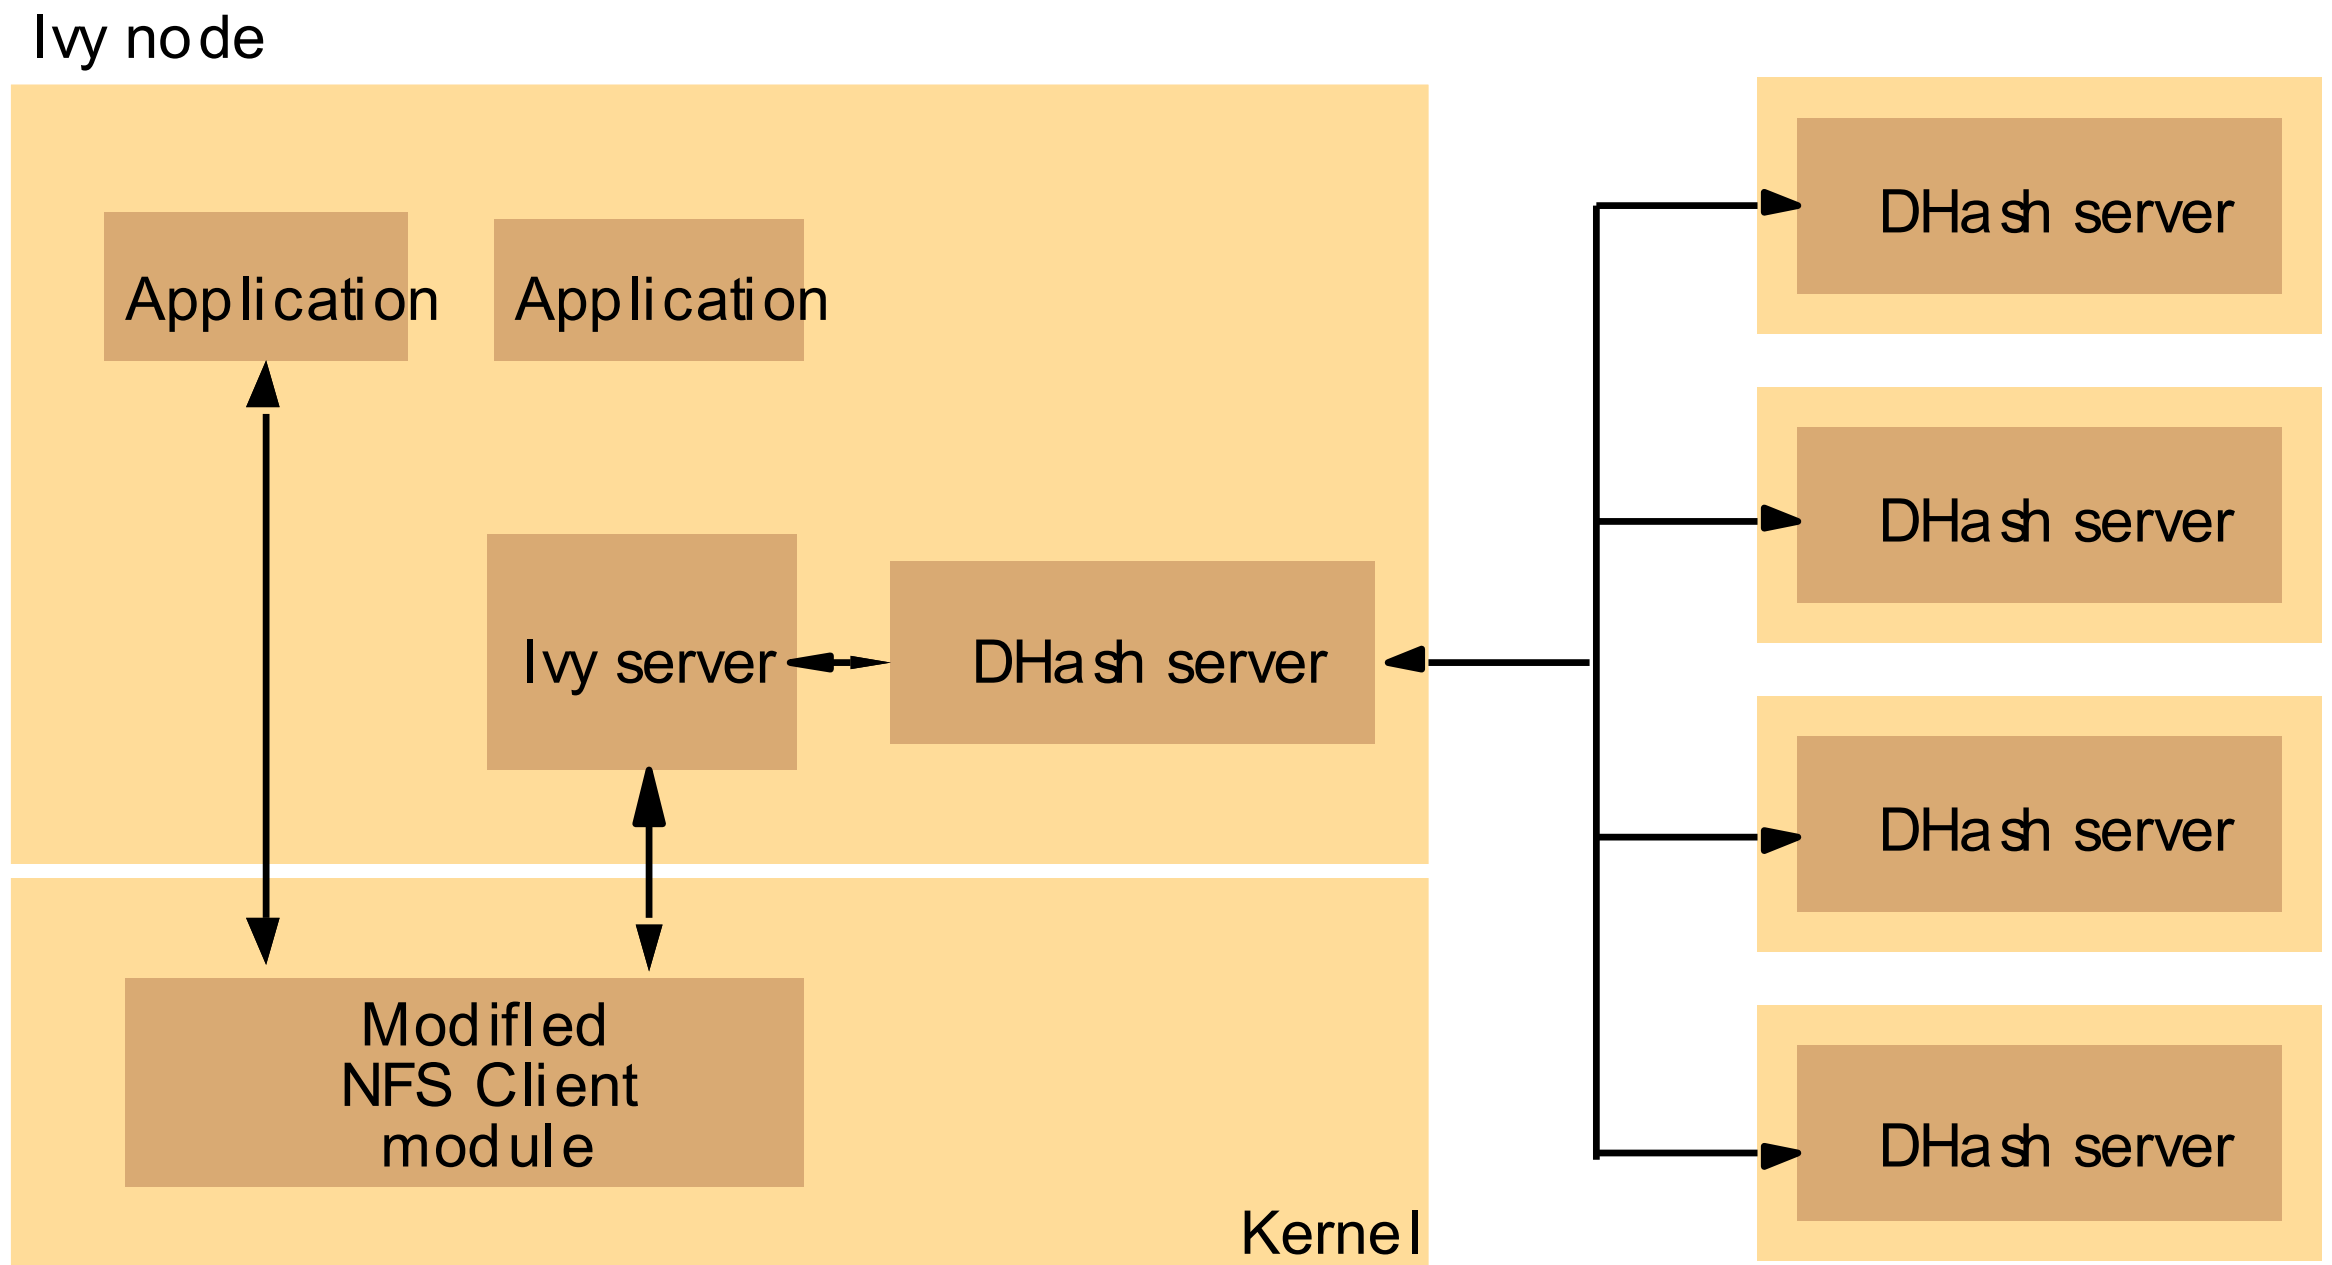 Ivy node
Application
Application
DHash server
DHash server
Ivy server
DHash server
DHash server
Modified
NFS Client
module
DHash server
Kernel